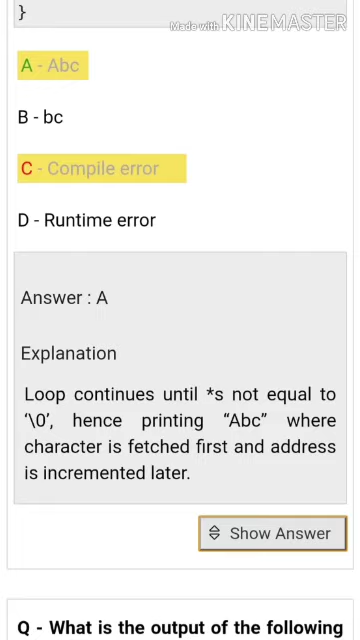 }
Made with KINEMASTER
A - Abc
B - bc
C - Compile error
D - Runtime error
Answer : A
Explanation
Loop continues until *s not equal to
‘\0’, hence printing “Abc” where
character is fetched first and address
is incremented later.
Show Answer
Q - What is the output of the following